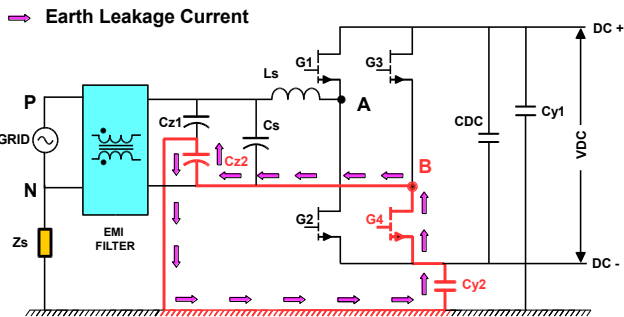 Earth Leakage Current
G1
G3
DC +
Ls
P
A
Cz1
Cs
CDC
Cy1
VDC
GRID
Cz2
B
N
G2
G4
Zs
EMI
FILTER
DC -
Cy2